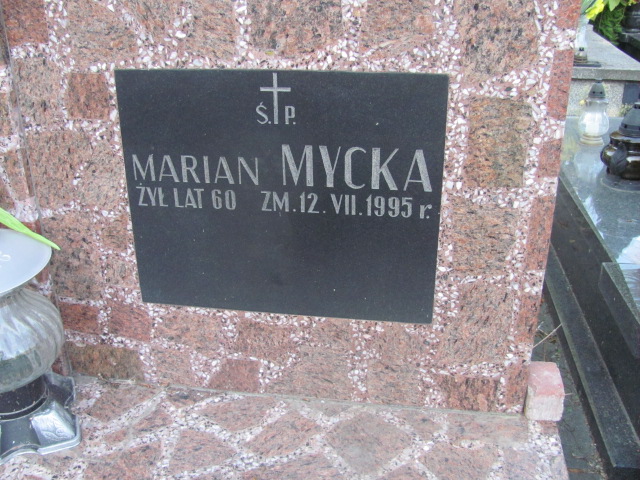 Ś.P.
MARIAN MYCKA
ŻYŁ LAT 60 ZM.12.VII.1995 r.